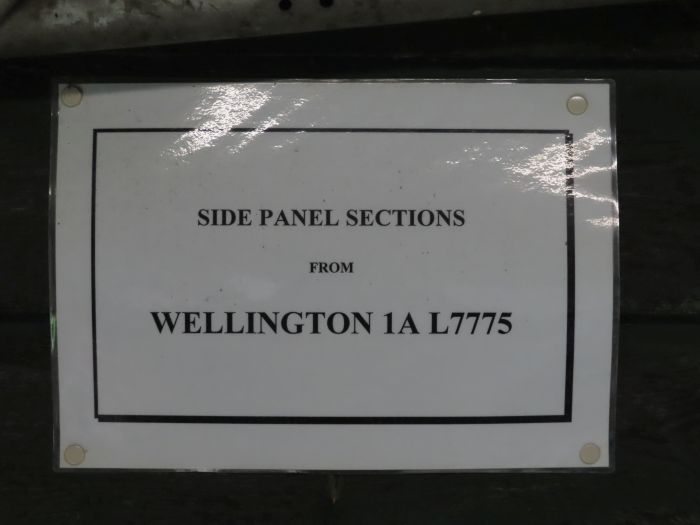 SIDE PANEL SECTIONS
FROM
WELLINGTON 1A L7775